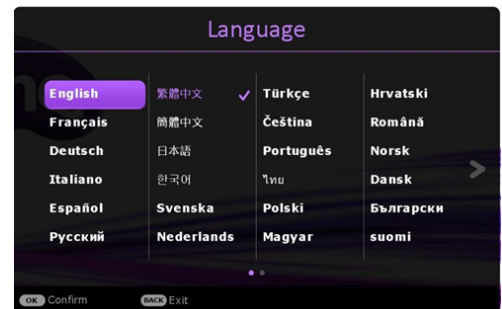 Language
English
繁體中文
Türkçe
Hrvatski
Français
簡體中文
Čeština
Română
Deutsch
日本語
Português
Norsk
Italiano
한국어
ไทย
Dansk
Español
Svenska
Polski
Български
Русский
Nederlands
Magyar
suomi
OK Confirm
BACK Exit